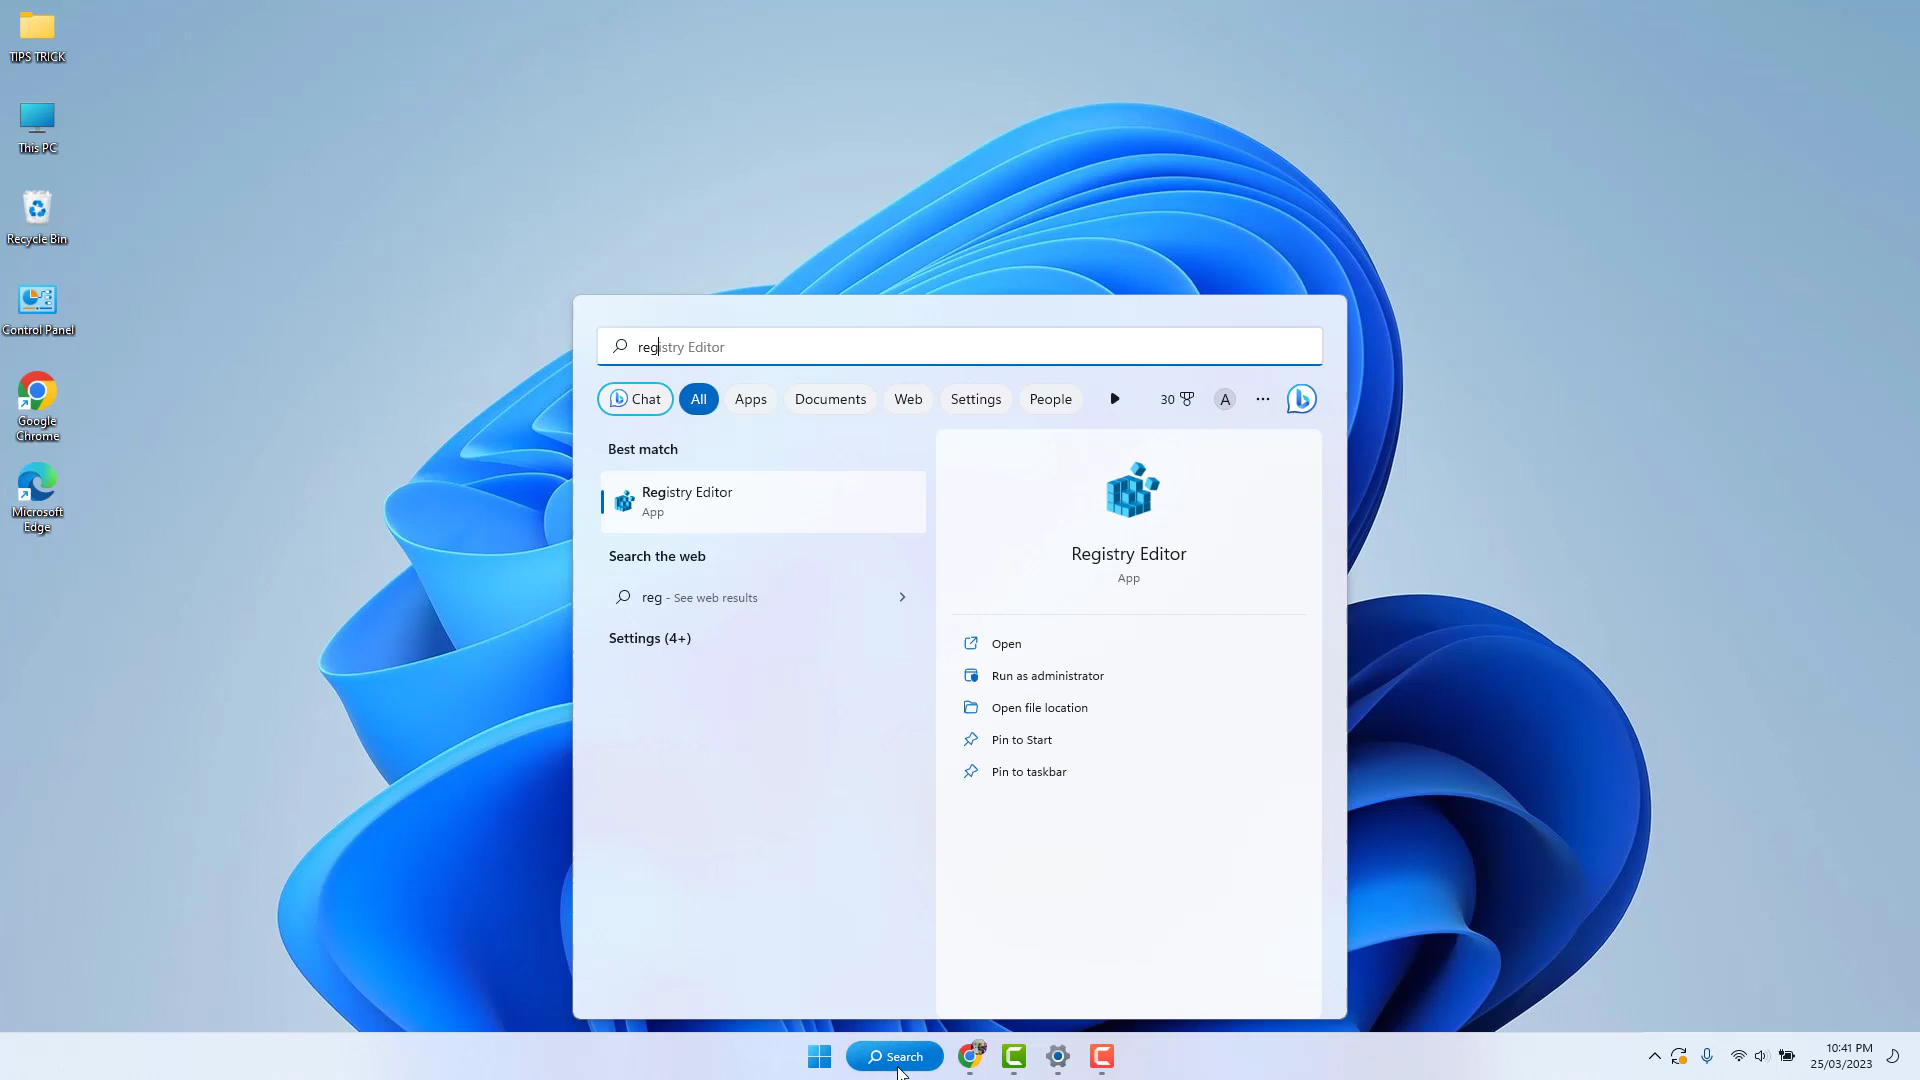 TIPS TRICK
This PC
Recycle Bin
Control Panel
Google
Chrome
Microsoft
Edge
registry Editor
Chat
All
Apps
Documents
Web
Settings
People
30
A
Best match
Registry Editor
App
Search the web
reg - See web results
Settings (4+)
Registry Editor
App
Open
Run as administrator
Open file location
Pin to Start
Pin to taskbar
Search
10:41 PM
25/03/2023